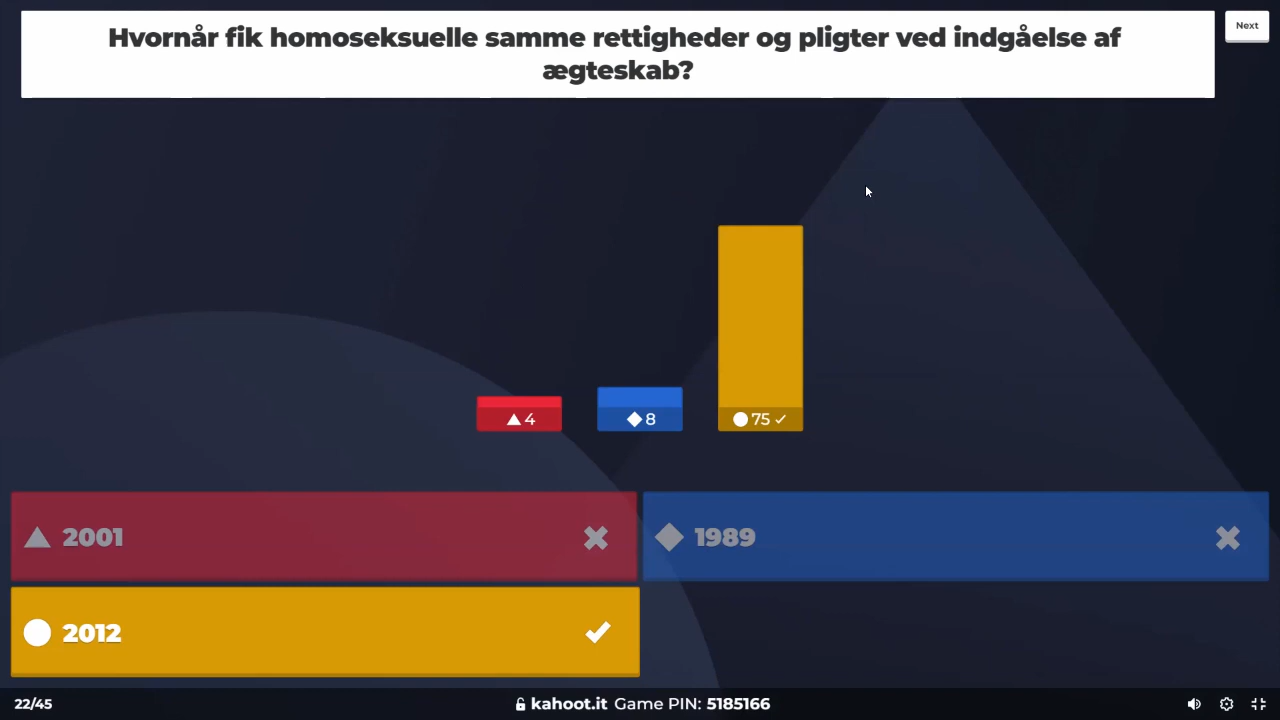 Hvornår fik homoseksuelle samme rettigheder og pligter ved indgåelse af
ægteskab?
Next
4
8
75
2001
1989
2012
22/45
kahoot.it Game PIN: 5185166